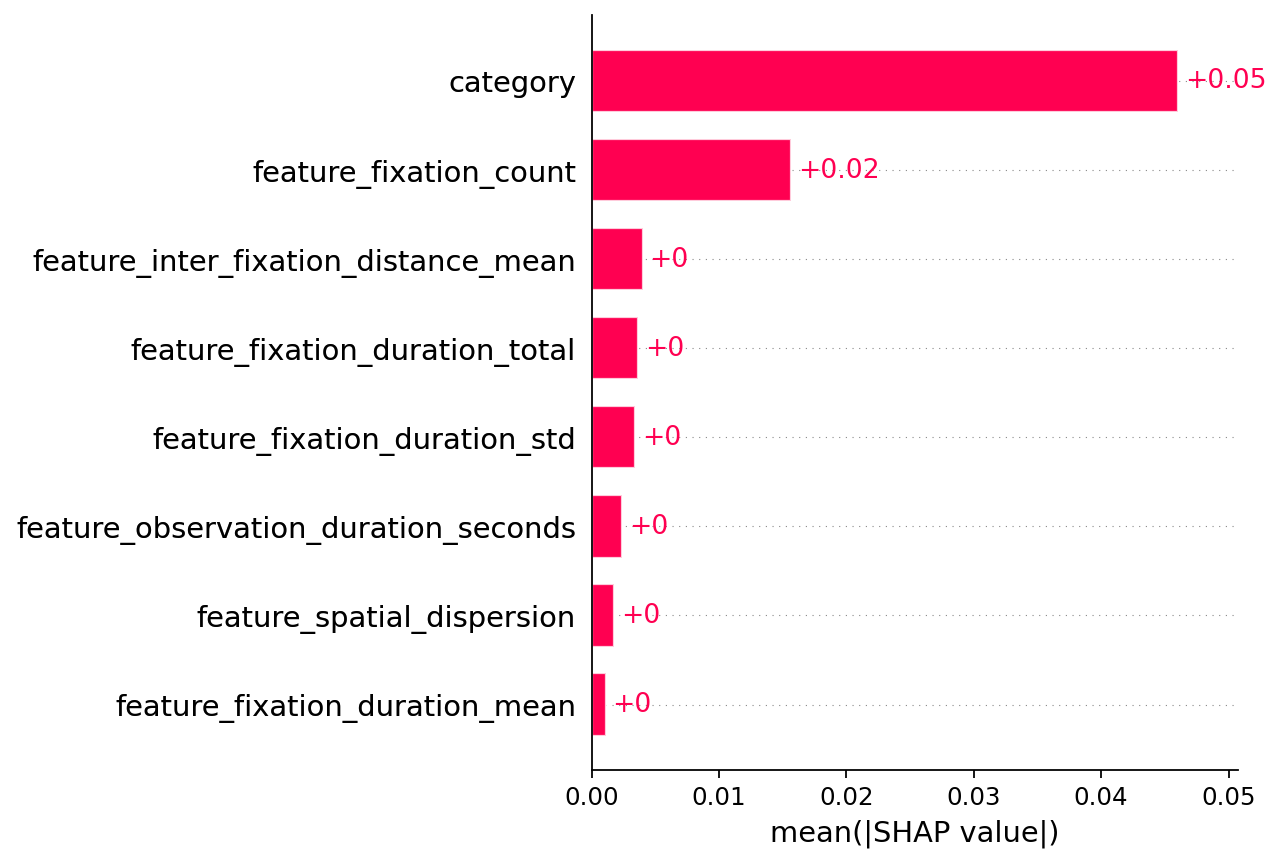 category +0.05
feature_fixation_count +0.02
feature_inter_fixation_distance_mean +0
feature_fixation_duration_total +0
feature_fixation_duration_std +0
feature_observation_duration_seconds +0
feature_spatial_dispersion +0
feature_fixation_duration_mean +0
0.00 0.01 0.02 0.03 0.04 0.05
mean(|SHAP value|)